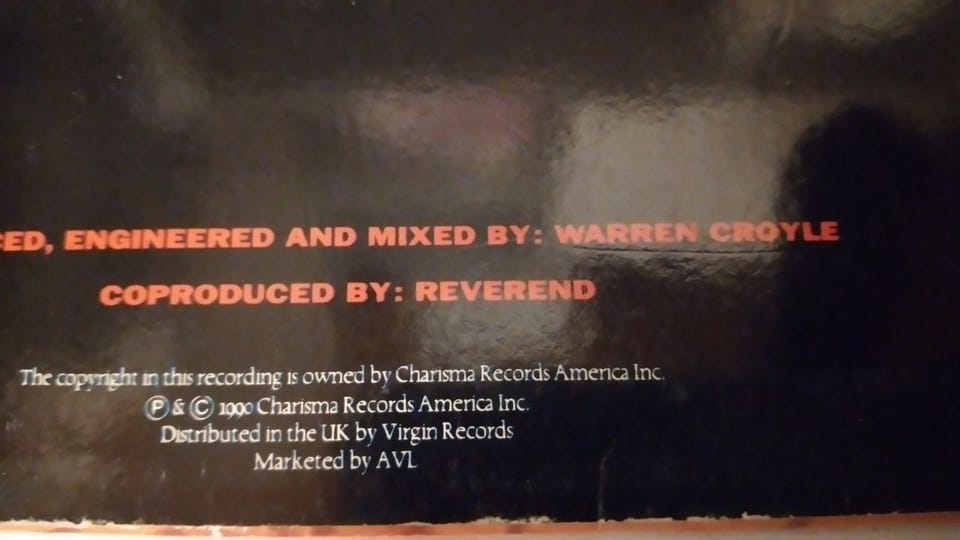 ED, ENGINEERED AND MIXED BY: WARREN CROYLE
COPRODUCED BY: REVEREND
The copyright in this recording is owned by Charisma Records America Inc.
Ⓟ & © 1990 Charisma Records America Inc.
Distributed in the UK by Virgin Records
Marketed by AVL